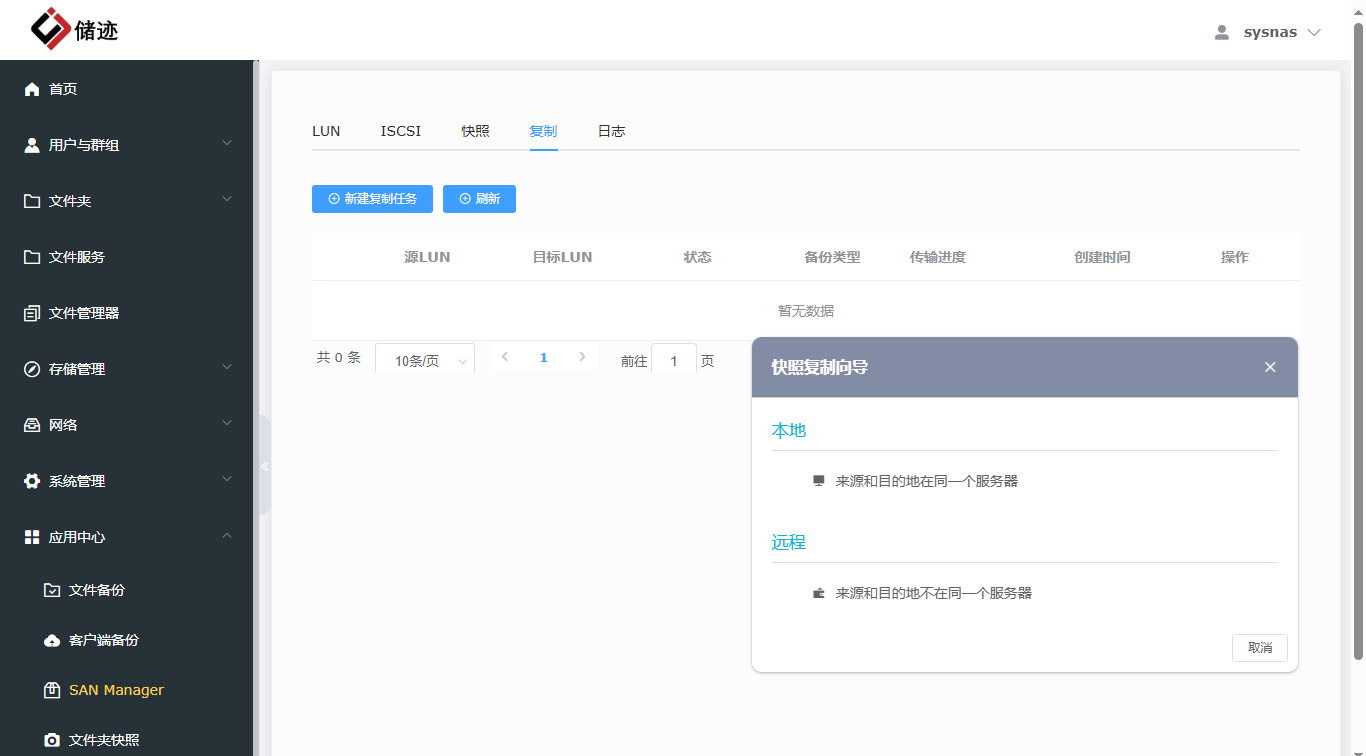 储迹
sysnas
首页
用户与群组
文件夹
文件服务
文件管理器
存储管理
网络
系统管理
应用中心
文件备份
客户端备份
SAN Manager
文件夹快照
LUN ISCSI 快照 复制 日志
新建复制任务 刷新
源LUN 目标LUN 状态 备份类型 传输进度 创建时间 操作
暂无数据
共 0 条 10条/页 1 前往 1 页
快照复制向导
本地
来源和目的地在同一个服务器
远程
来源和目的地不在同一个服务器
取消